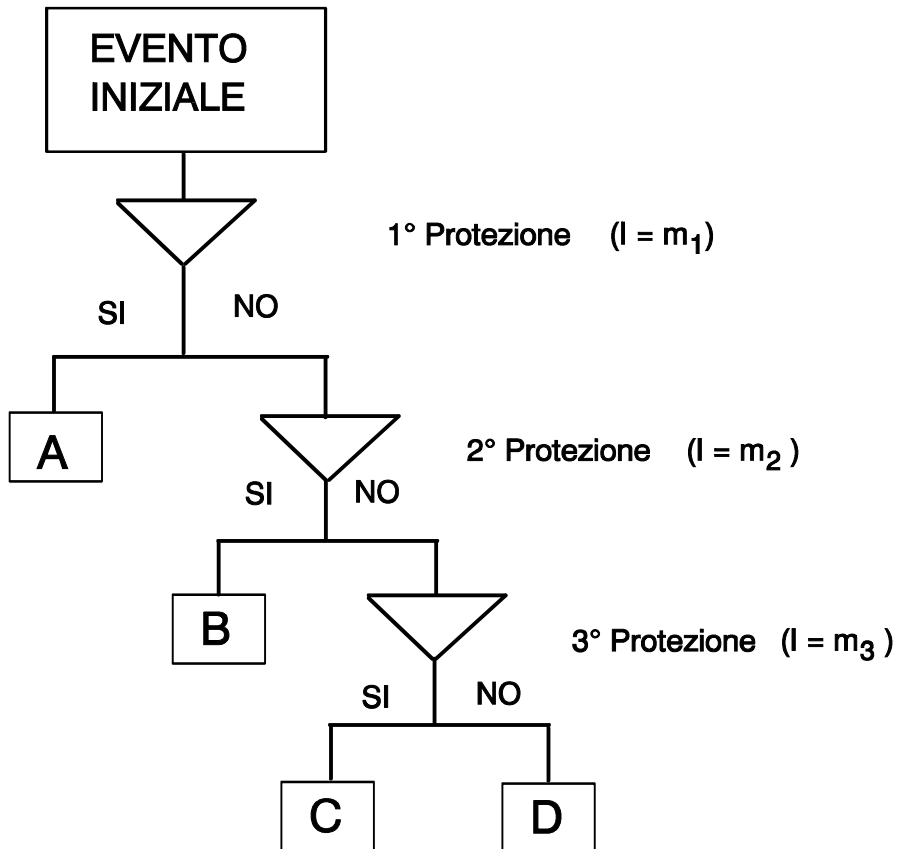 EVENTO
INIZIALE
1° Protezione (I = m1)
SI NO
A
2° Protezione (I = m2 )
SI NO
B
3° Protezione (I = m3 )
SI NO
C D